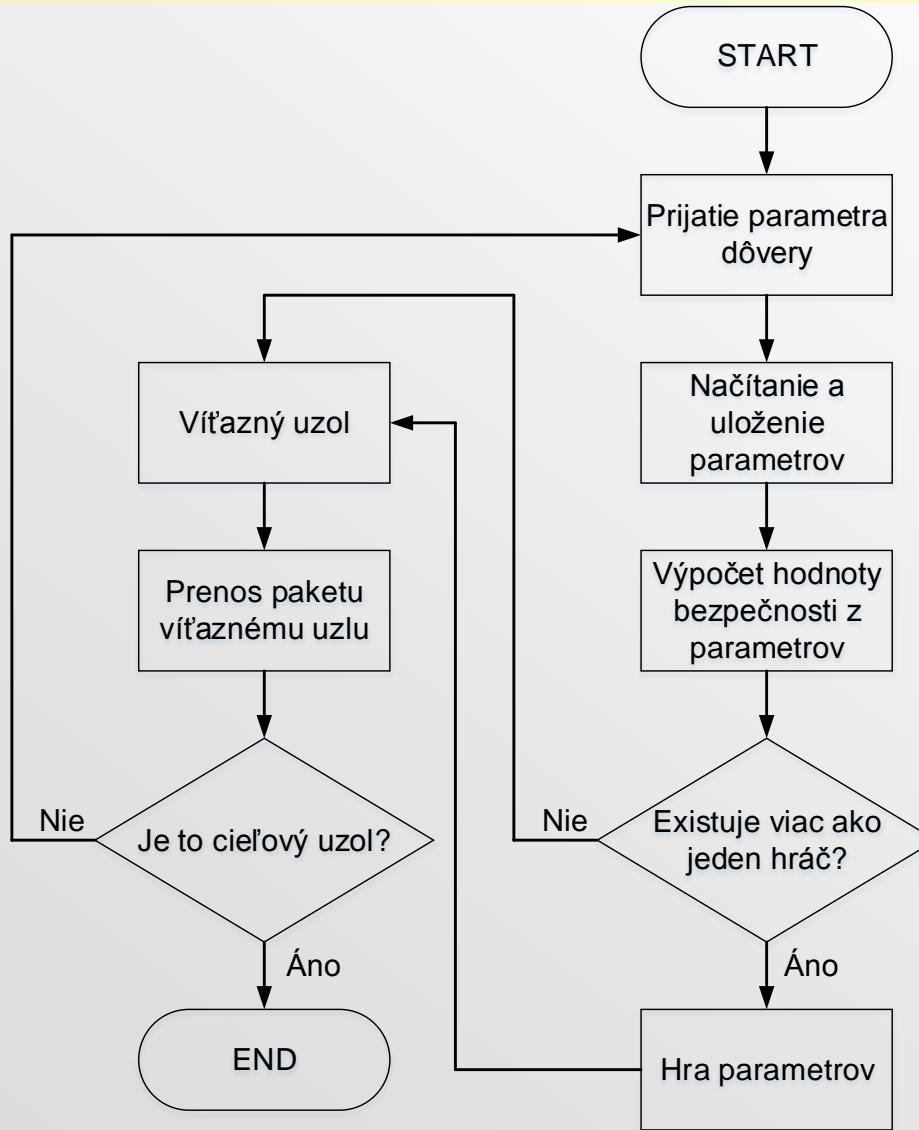 START
Prijatie parametra
dôvery
Načítanie a
uloženie
parametrov
Výpočet hodnoty
bezpečnosti z
parametrov
Existuje viac ako
jeden hráč?
Nie
Áno
Hra parametrov
Víťazný uzol
Prenos paketu
víťaznému uzlu
Je to cieľový uzol?
Nie
Áno
END